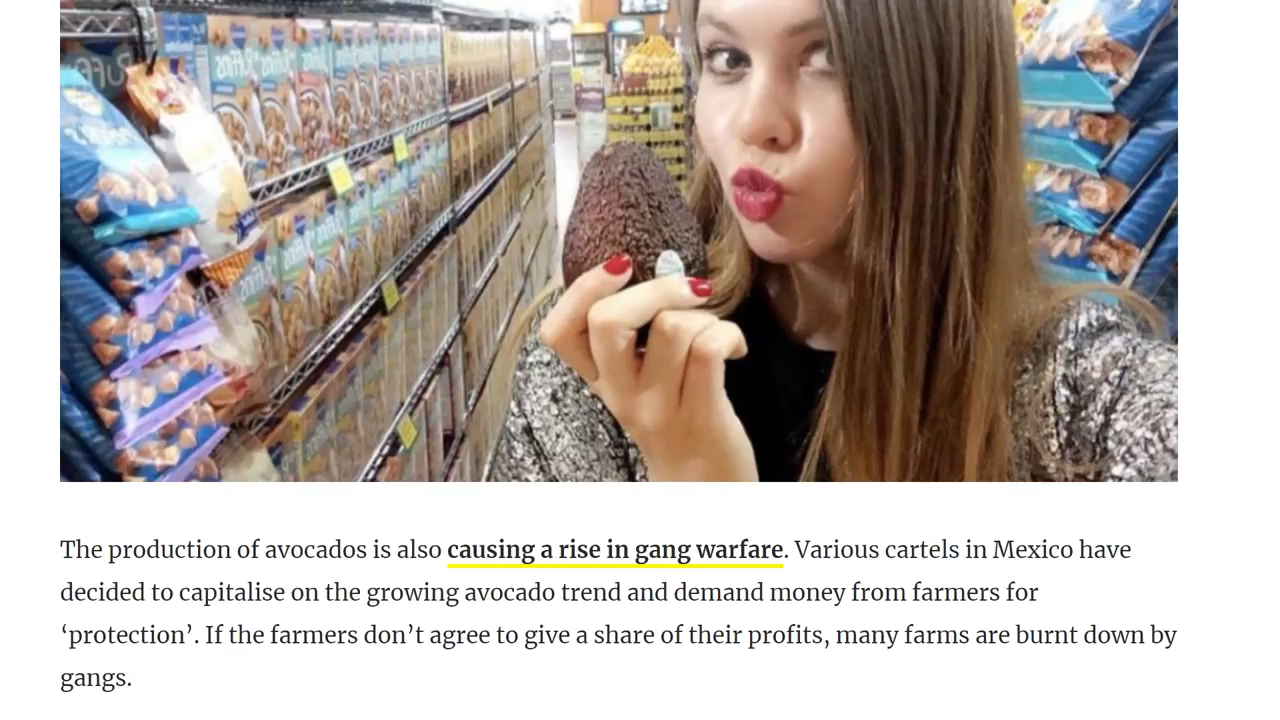 The production of avocados is also causing a rise in gang warfare. Various cartels in Mexico have
decided to capitalise on the growing avocado trend and demand money from farmers for
‘protection’. If the farmers don’t agree to give a share of their profits, many farms are burnt down by
gangs.